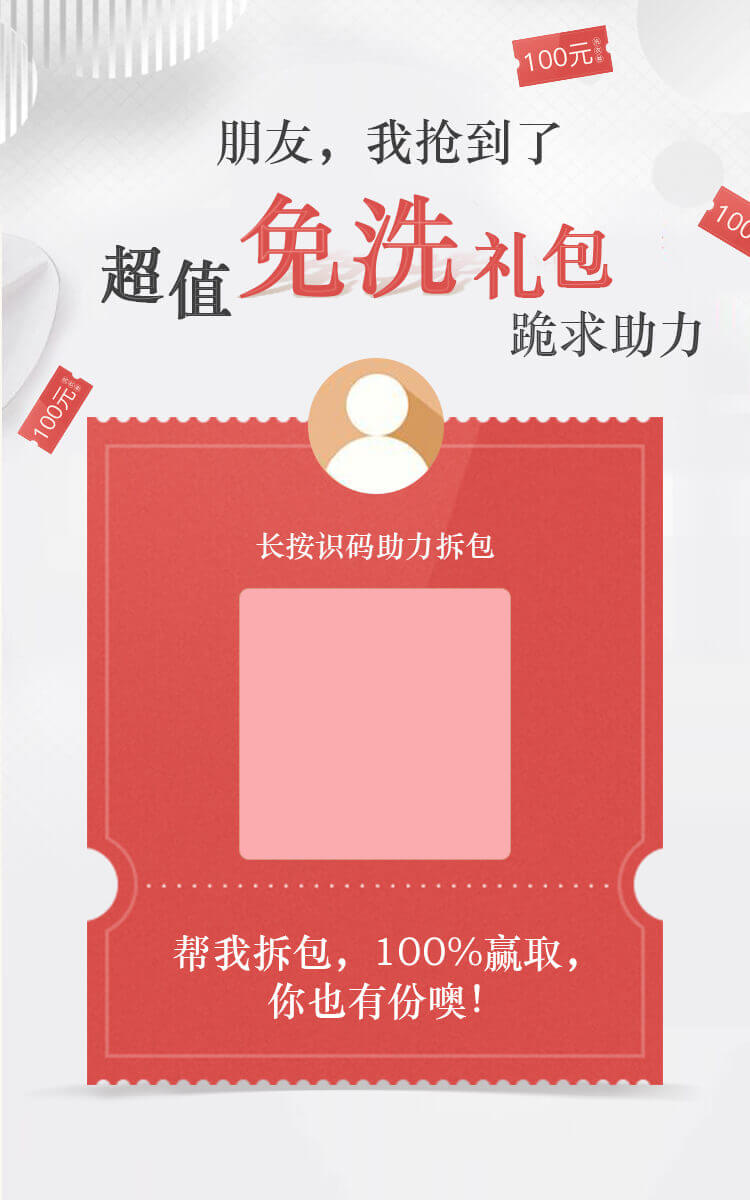 100元
朋友，我抢到了
100
超值免洗礼包
跪求助力
100元
长按识码助力拆包
帮我拆包，100%赢取，
你也有份噢！